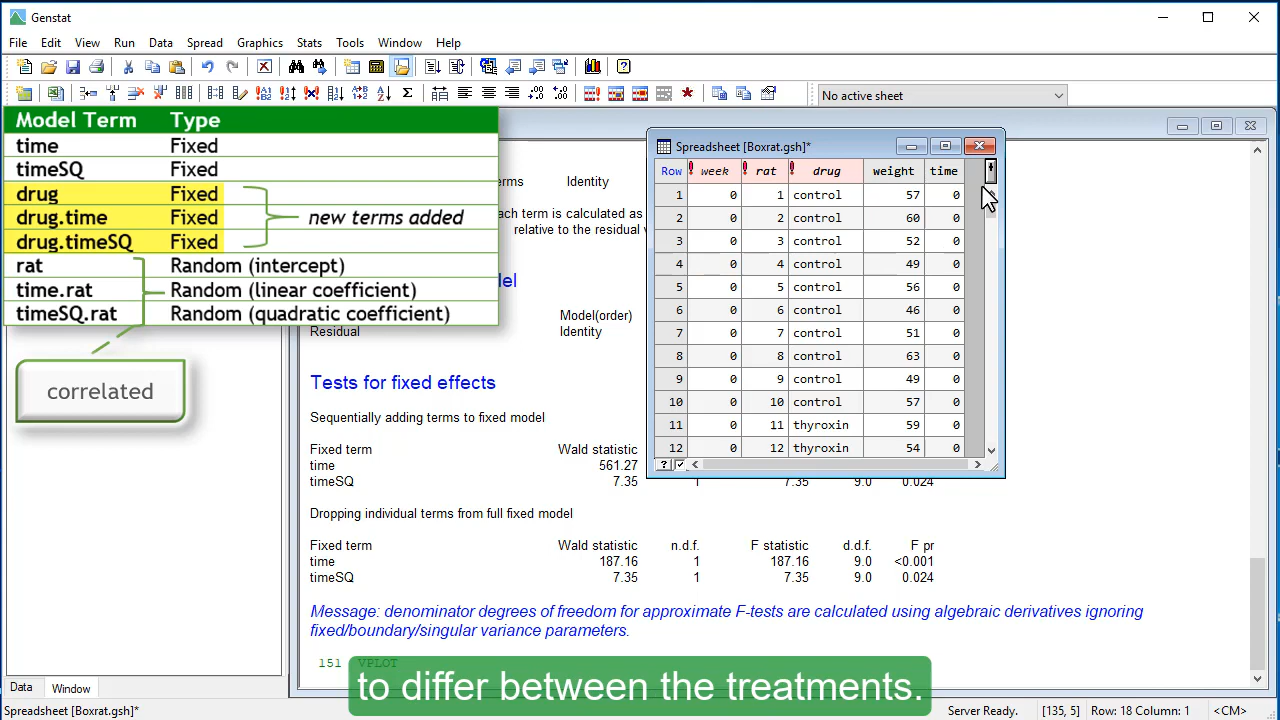 Genstat
File Edit View Run Data Spread Graphics Stats Tools Window Help
No active sheet
Model Term Type
time Fixed
timeSQ Fixed
drug Fixed
drug.time Fixed
drug.timeSQ Fixed
new terms added
rat Random (intercept)
time.rat Random (linear coefficient)
timeSQ.rat Random (quadratic coefficient)
correlated
Identity
ach term is calculated as
relative to the residual
Model(order)
Residual Identity
Tests for fixed effects
Sequentially adding terms to fixed model
Fixed term Wald statistic
time 561.27
timeSQ 7.35 1 7.35 9.0 0.024
Dropping individual terms from full fixed model
Fixed term Wald statistic n.d.f. F statistic d.d.f. F pr
time 187.16 1 187.16 9.0 <0.001
timeSQ 7.35 1 7.35 9.0 0.024
Message: denominator degrees of freedom for approximate F-tests are calculated using algebraic derivatives ignoring
fixed/boundary/singular variance parameters.
151 VPLOT
Spreadsheet [Boxrat.gsh]*
Row week rat drug weight time
1 0 1 control 57 0
2 0 2 control 60 0
3 0 3 control 52 0
4 0 4 control 49 0
5 0 5 control 56 0
6 0 6 control 46 0
7 0 7 control 51 0
8 0 8 control 63 0
9 0 9 control 49 0
10 0 10 control 57 0
11 0 11 thyroxin 59 0
12 0 12 thyroxin 54 0
to differ between the treatments.
Data Window
Spreadsheet [Boxrat.gsh]* Server Ready. [135, 5] Row: 18 Column: 1 <CM>